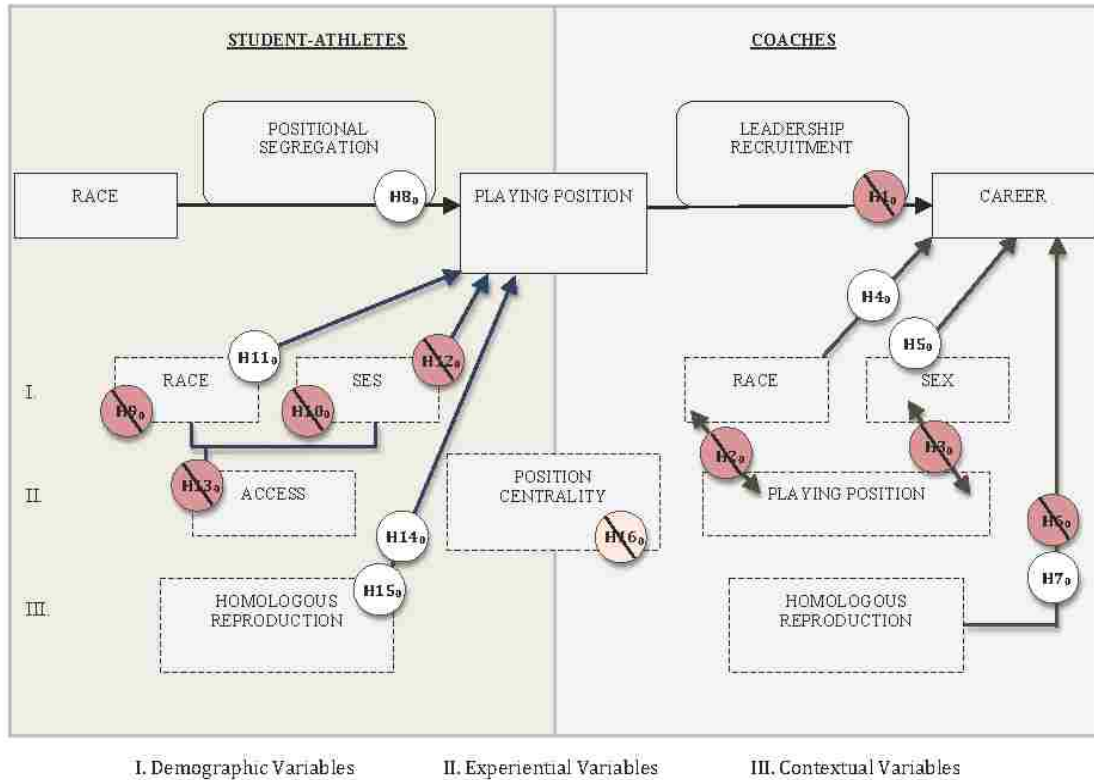 STUDENT-ATHLETES
COACHES
POSITIONAL
SEGREGATION
LEADERSHIP
RECRUITMENT
RACE
H8₀
PLAYING POSITION
H1₀
CAREER
H4₀
H11₀
H12₀
H5₀
I.
RACE
SES
RACE
SEX
H9₀
H10₀
H2₀
H3₀
H13₀
II.
ACCESS
POSITION
CENTRALITY
PLAYING POSITION
H14₀
H16₀
H6₀
H15₀
H7₀
III.
HOMOLOGOUS
REPRODUCTION
HOMOLOGOUS
REPRODUCTION
I. Demographic Variables
II. Experiential Variables
III. Contextual Variables